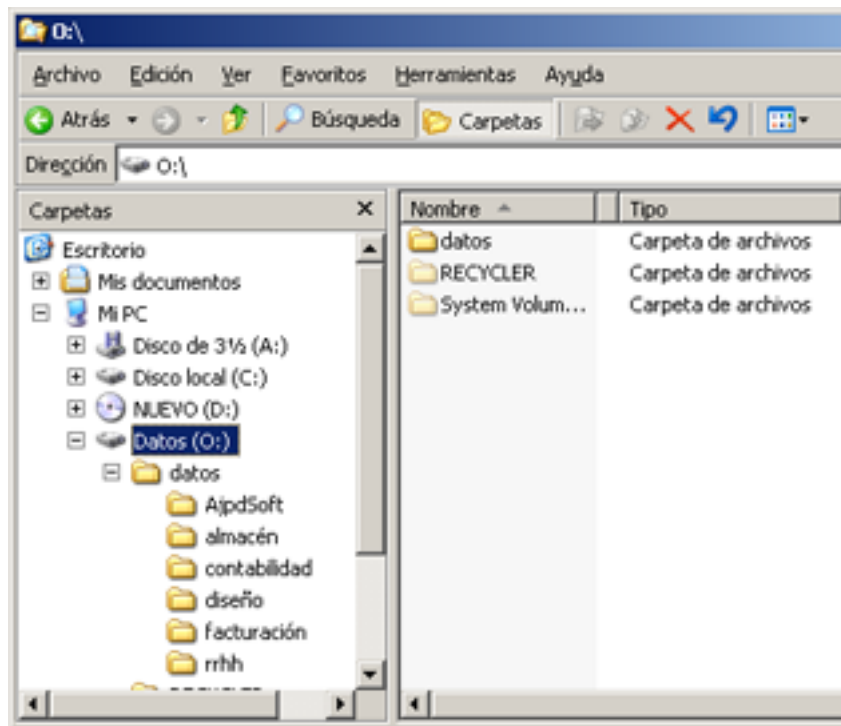 O:\
Archivo Edición Ver Favoritos Herramientas Ayuda
Atrás Búsqueda Carpetas
Dirección O:\
Carpetas
Escritorio
Mis documentos
Mi PC
Disco de 3½ (A:)
Disco local (C:)
NUEVO (D:)
Datos (O:)
datos
AjpdSoft
almacén
contabilidad
diseño
facturación
rrhh
Nombre Tipo
datos Carpeta de archivos
RECYCLER Carpeta de archivos
System Volum... Carpeta de archivos